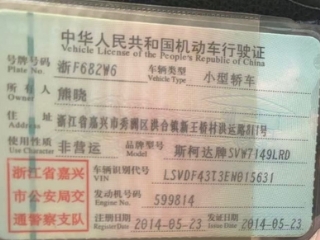 中华人民共和国机动车行驶证
Vehicle License of the People's Republic of China
号牌号码 浙F682W6 车辆类型 小型轿车
Plate No. Vehicle Type
所有人 熊晓
Owner
住址 浙江省嘉兴市秀洲区洪合镇新王桥村洪运路811号
Address
使用性质 非营运 品牌型号 斯柯达牌SVW7149LRD
Use Character Model
浙江省嘉兴
市公安局交
通警察支队
车辆识别代号 LSVDF43T3EN015631
VIN
发动机号码 599814
Engine No.
注册日期 2014-05-23 发证日期 2014-05-23
Register Date Issue Date